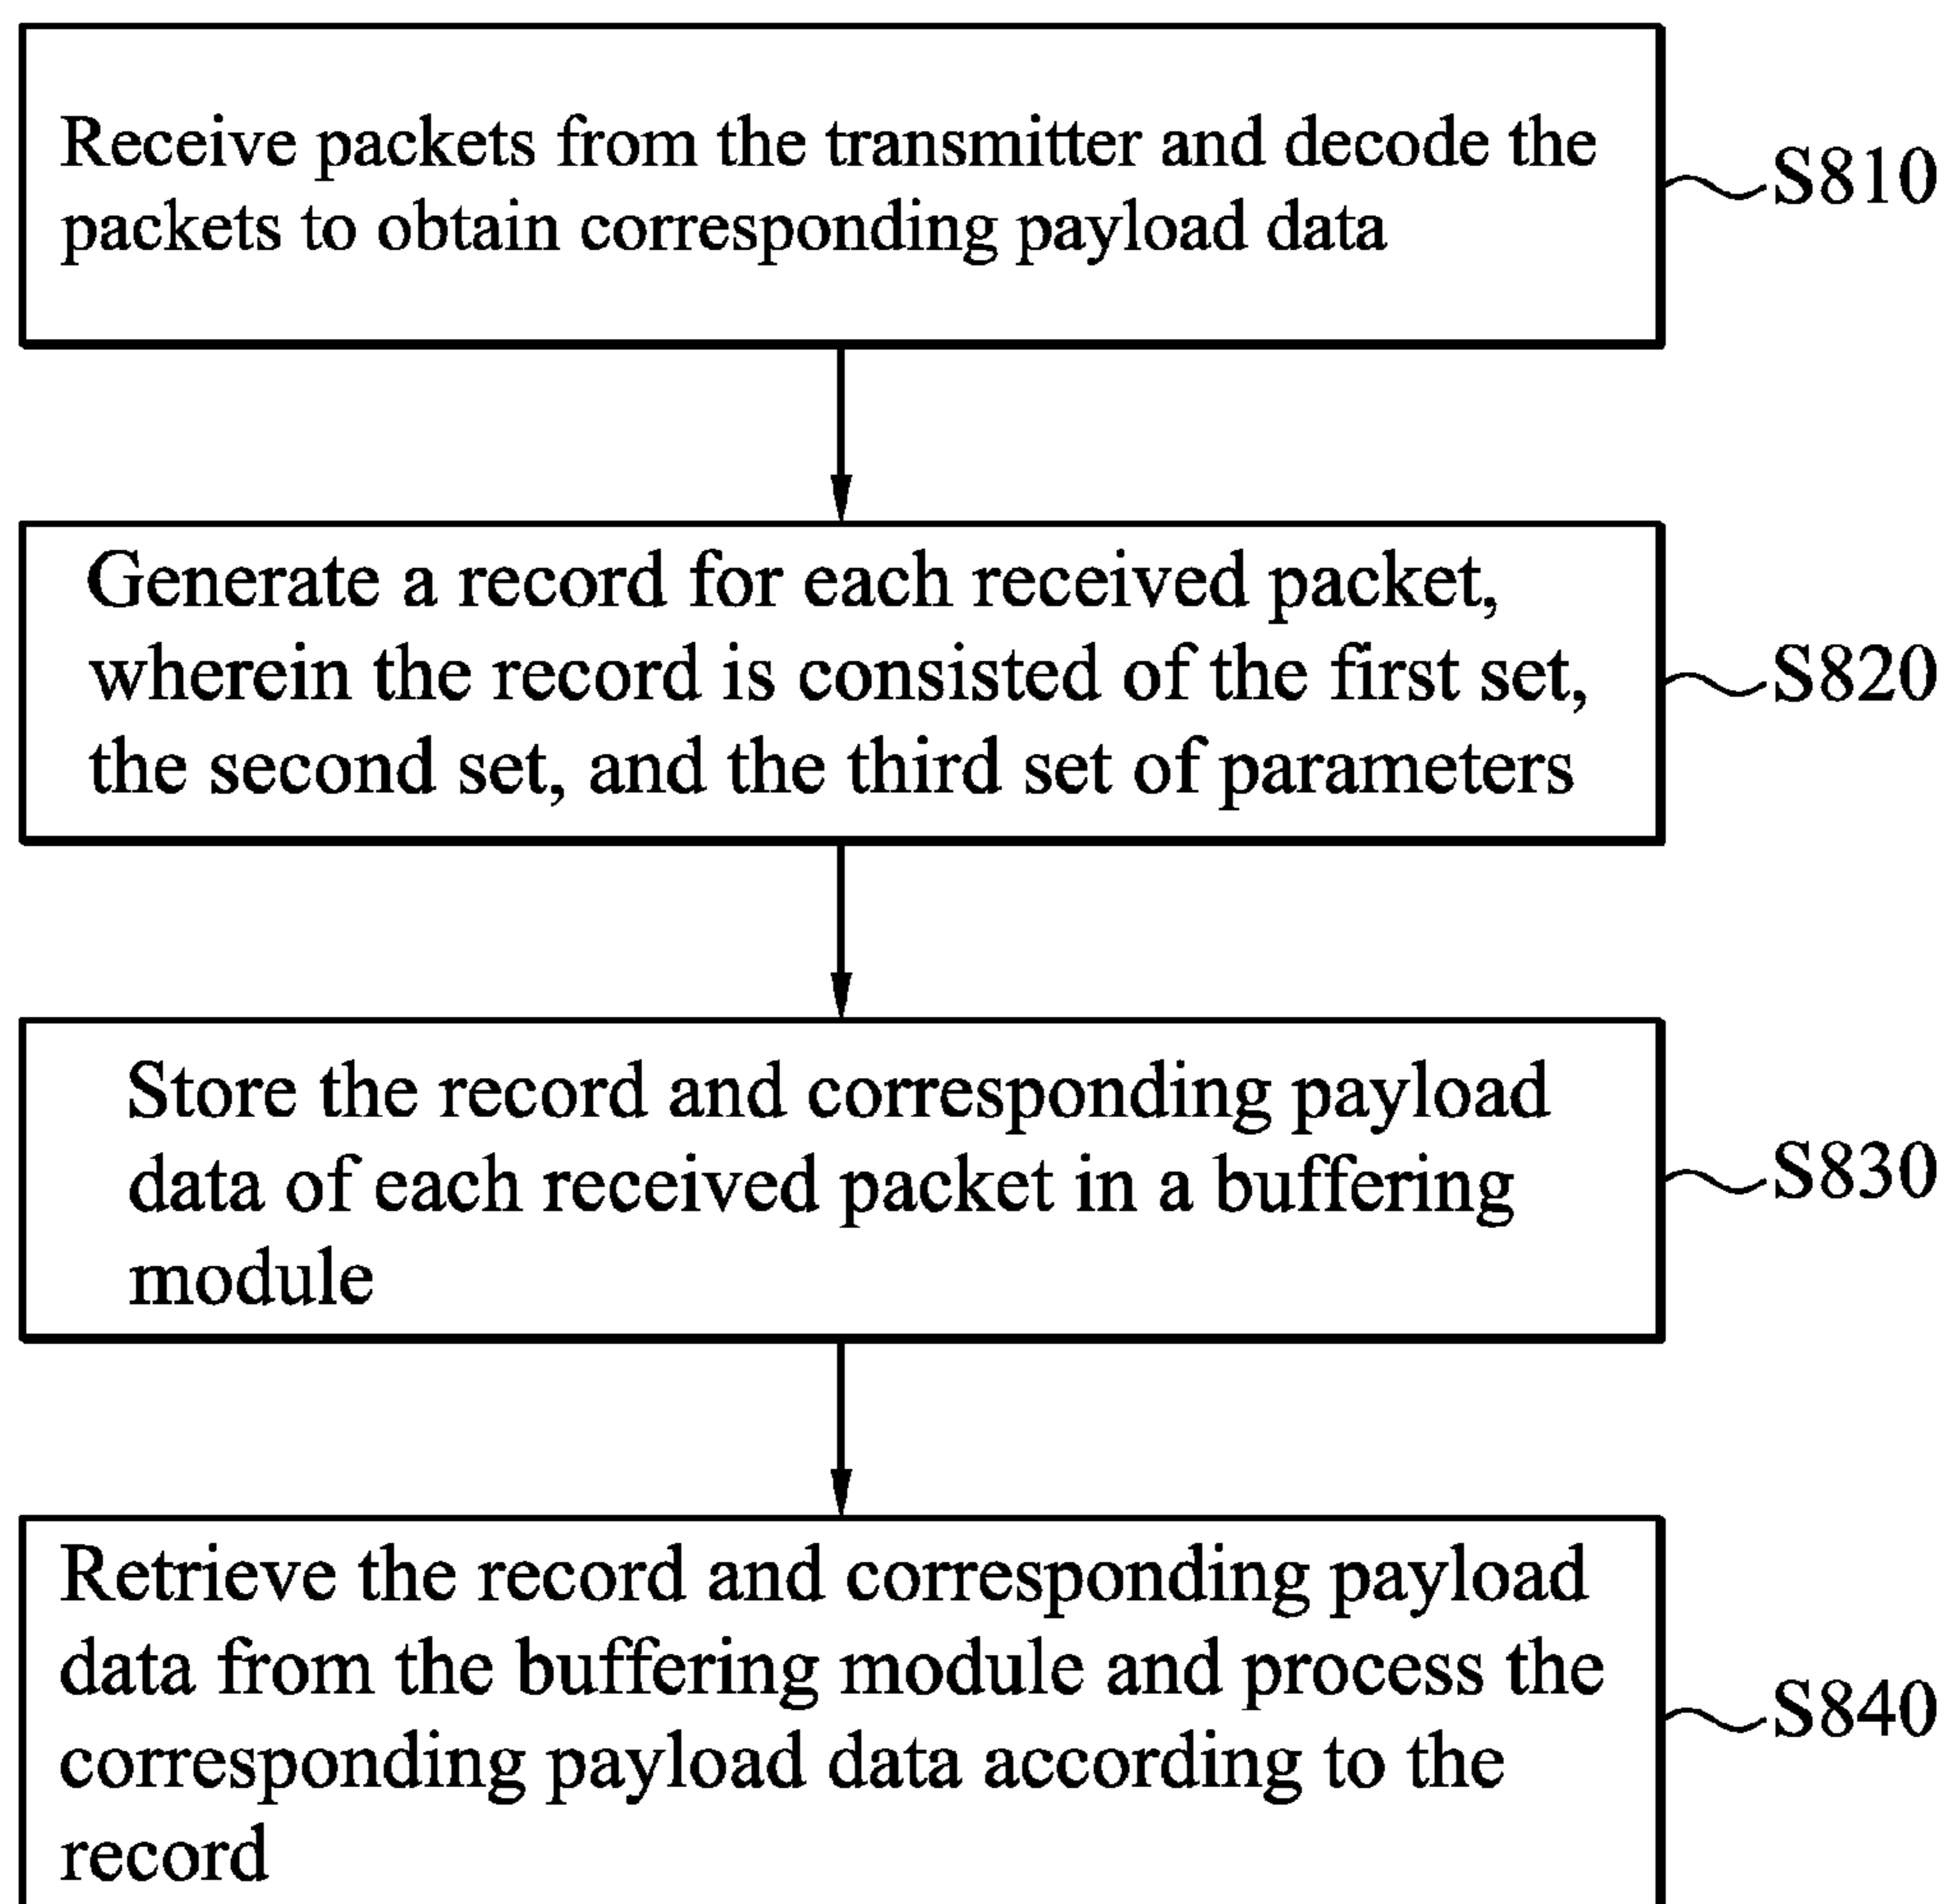 Receive packets from the transmitter and decode the
packets to obtain corresponding payload data
S810
Generate a record for each received packet,
wherein the record is consisted of the first set,
the second set, and the third set of parameters
S820
Store the record and corresponding payload
data of each received packet in a buffering
module
S830
Retrieve the record and corresponding payload
data from the buffering module and process the
corresponding payload data according to the
record
S840